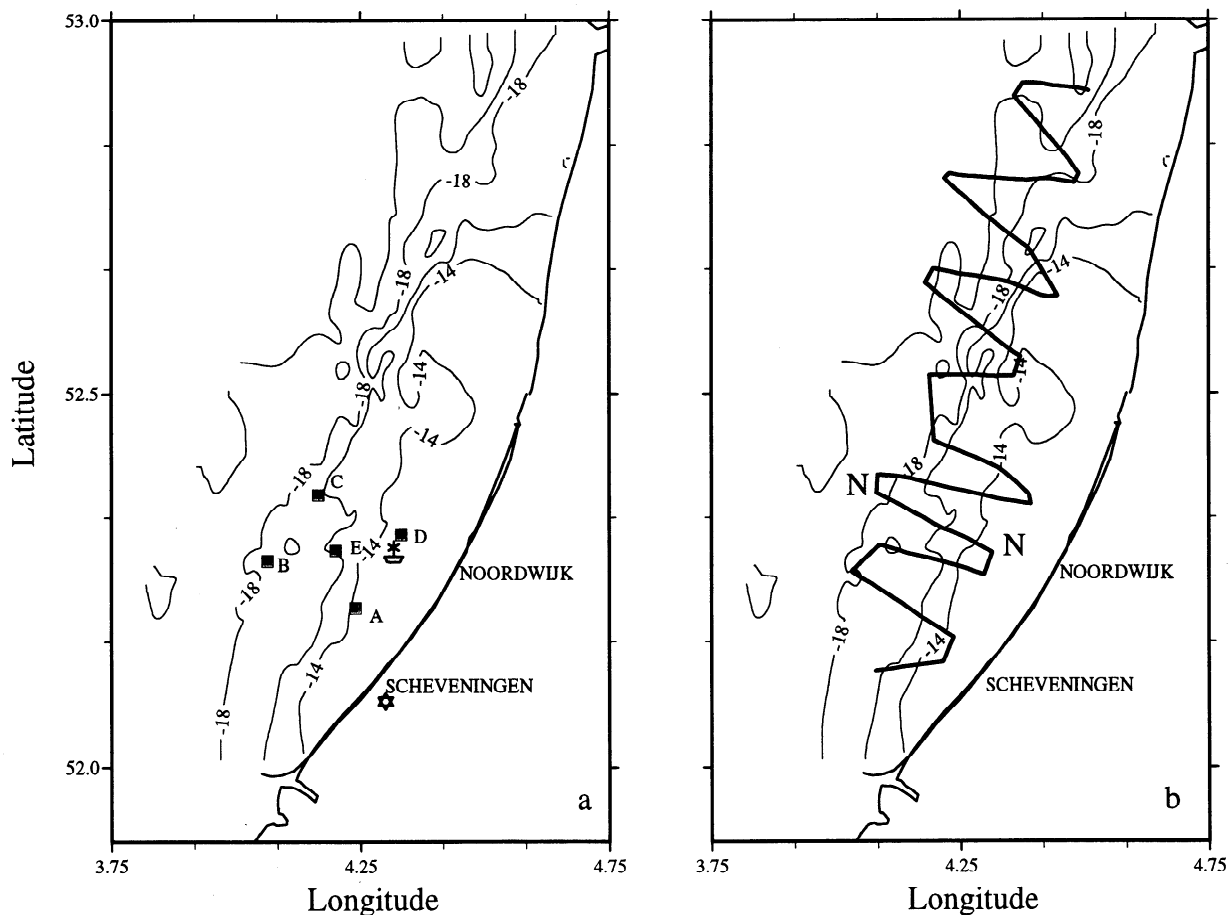 53.0
52.5
52.0
Latitude
3.75
4.25
4.75
Longitude
-18
-18
-18
-14
-14
-18
-14
-18
C
D
-14
E
B
-18
NOORDWIJK
A
-14
SCHEVENINGEN
-18
a
-18
-14
-18
-14
-14
-18
N
N
NOORDWIJK
-18
-14
SCHEVENINGEN
b
3.75
4.25
4.75
Longitude